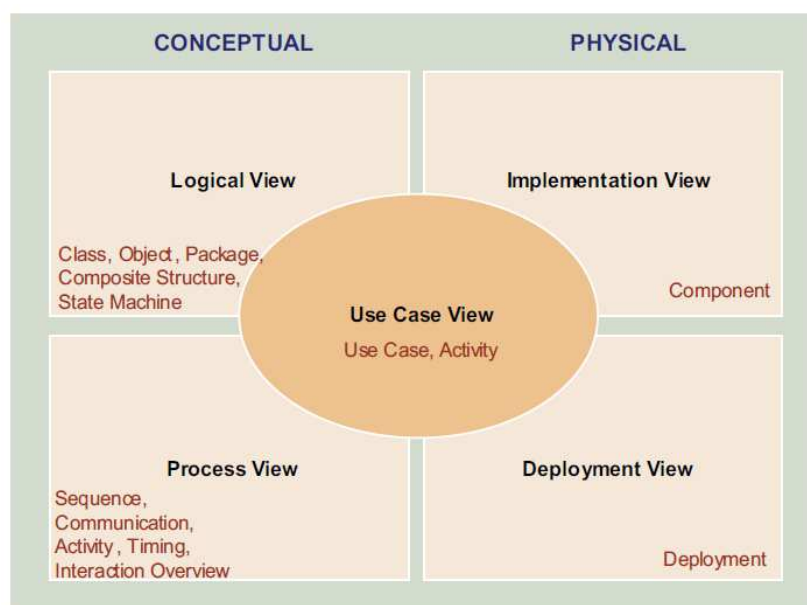 CONCEPTUAL
PHYSICAL
Logical View
Class, Object, Package,
Composite Structure,
State Machine
Implementation View
Component
Use Case View
Use Case, Activity
Process View
Sequence,
Communication,
Activity, Timing,
Interaction Overview
Deployment View
Deployment